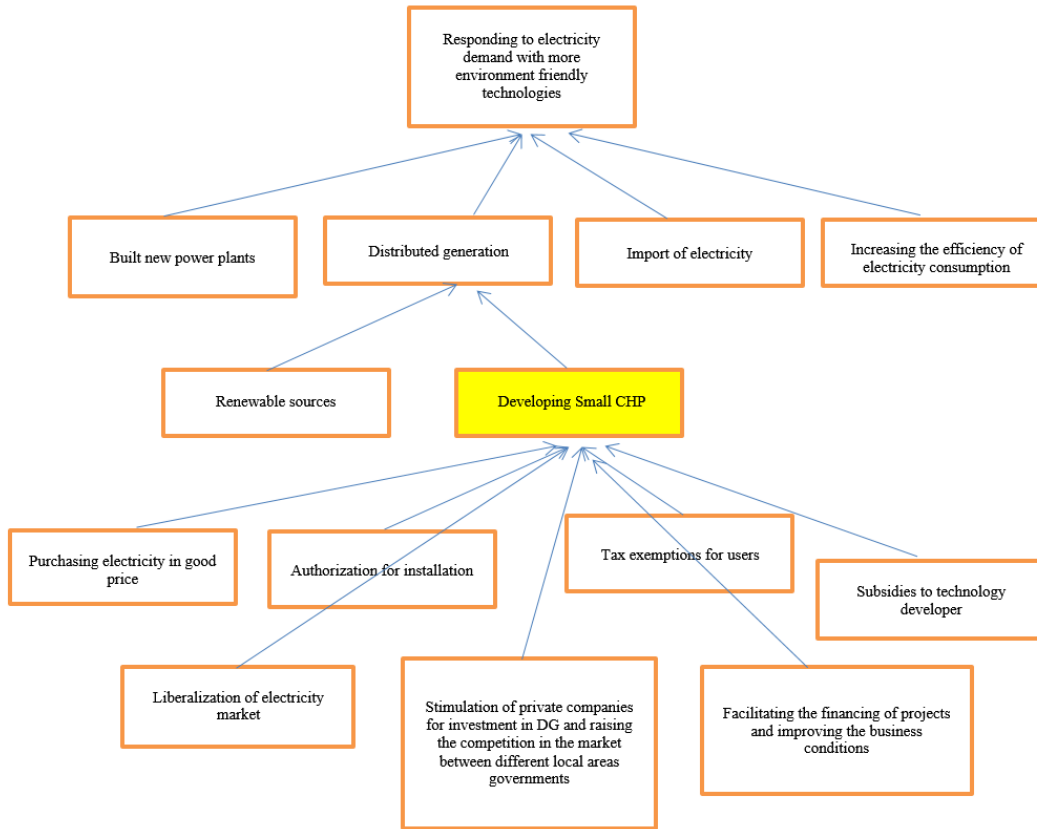 Responding to electricity
demand with more
environment friendly
technologies
Built new power plants
Distributed generation
Import of electricity
Increasing the efficiency of
electricity consumption
Renewable sources
Developing Small CHP
Purchasing electricity in good
price
Authorization for installation
Tax exemptions for users
Subsidies to technology
developer
Liberalization of electricity
market
Stimulation of private companies
for investment in DG and raising
the competition in the market
between different local areas
governments
Facilitating the financing of projects
and improving the business
conditions